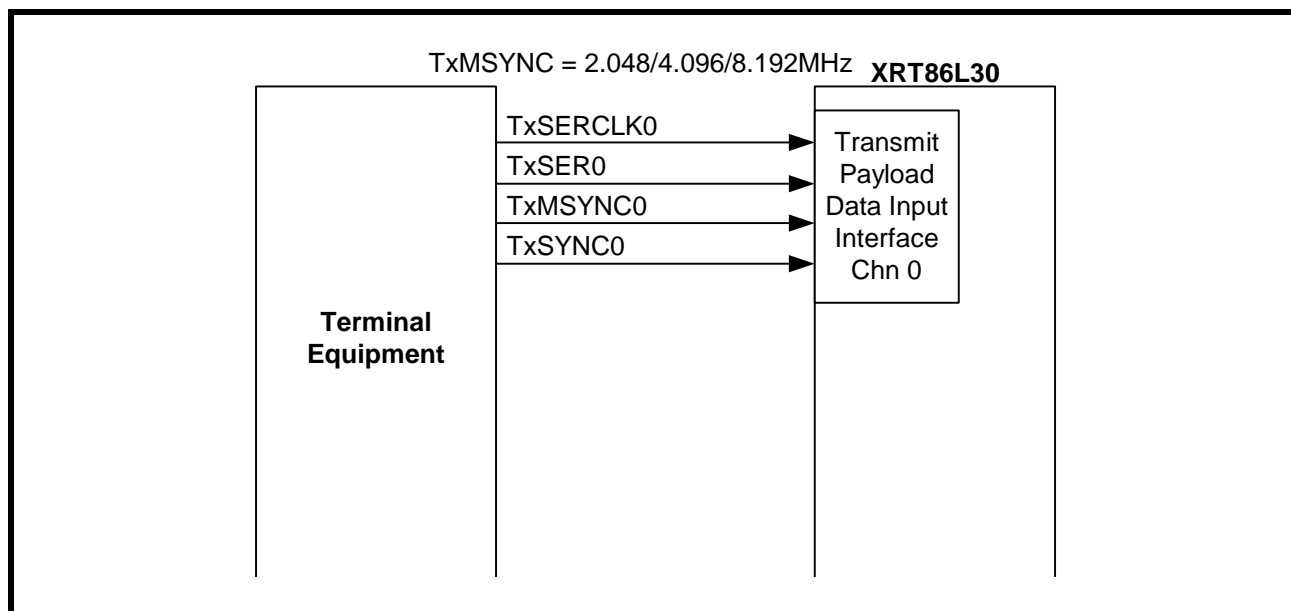 TxMSYNC = 2.048/4.096/8.192MHz
XRT86L30
TxSERCLK0
TxSER0
TxMSYNC0
TxSYNC0
Transmit
Payload
Data Input
Interface
Chn 0
Terminal
Equipment